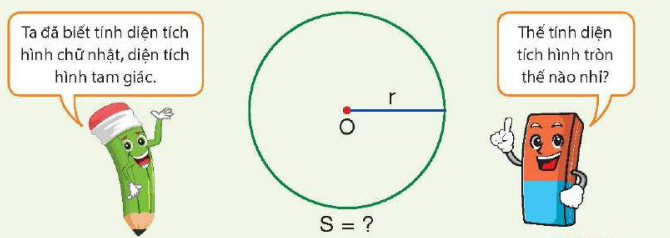 Ta đã biết tính diện tích
hình chữ nhật, diện tích
hình tam giác.
Thế tính diện
tích hình tròn
thế nào nhỉ?
r
O
S = ?